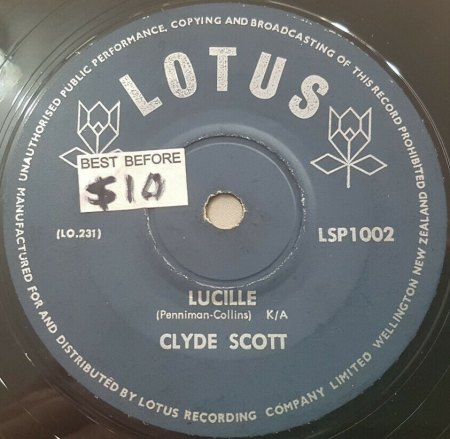 UNAUTHORISED PUBLIC PERFORMANCE, COPYING AND BROADCASTING OF THIS RECORD PROHIBITED
LOTUS
BEST BEFORE
$10
(LO.231)
LSP1002
LUCILLE
(Penniman-Collins) K/A
CLYDE SCOTT
MANUFACTURED FOR AND DISTRIBUTED BY LOTUS RECORDING COMPANY LIMITED WELLINGTON NEW ZEALAND